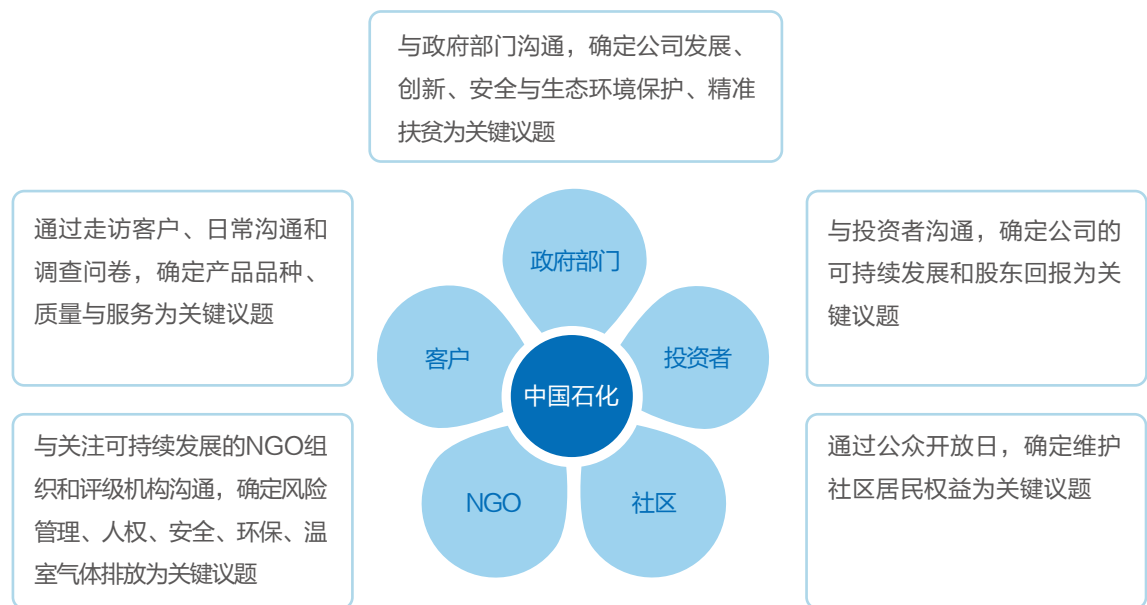 与政府部门沟通，确定公司发展、
创新、安全与生态环境保护、精准
扶贫为关键议题
通过走访客户、日常沟通和
调查问卷，确定产品品种、
质量与服务为关键议题
与投资者沟通，确定公司的
可持续发展和股东回报为关
键议题
政府部门
客户
投资者
中国石化
NGO
社区
与关注可持续发展的NGO组
织和评级机构沟通，确定风险
管理、人权、安全、环保、温
室气体排放为关键议题
通过公众开放日，确定维护
社区居民权益为关键议题